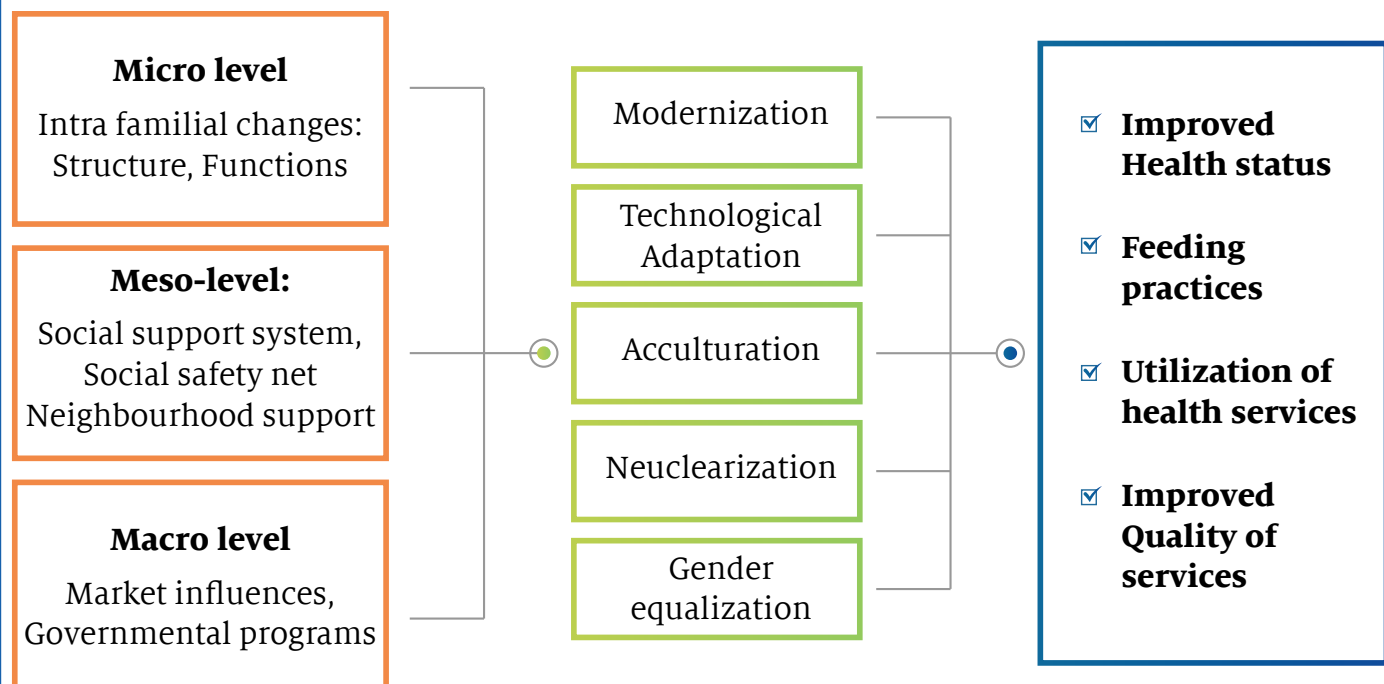 Micro level
Intra familial changes:
Structure, Functions
Meso-level:
Social support system,
Social safety net
Neighbourhood support
Macro level
Market influences,
Governmental programs
Modernization
Technological
Adaptation
Acculturation
Neuclearization
Gender
equalization
Improved
Health status
Feeding
practices
Utilization of
health services
Improved
Quality of
services